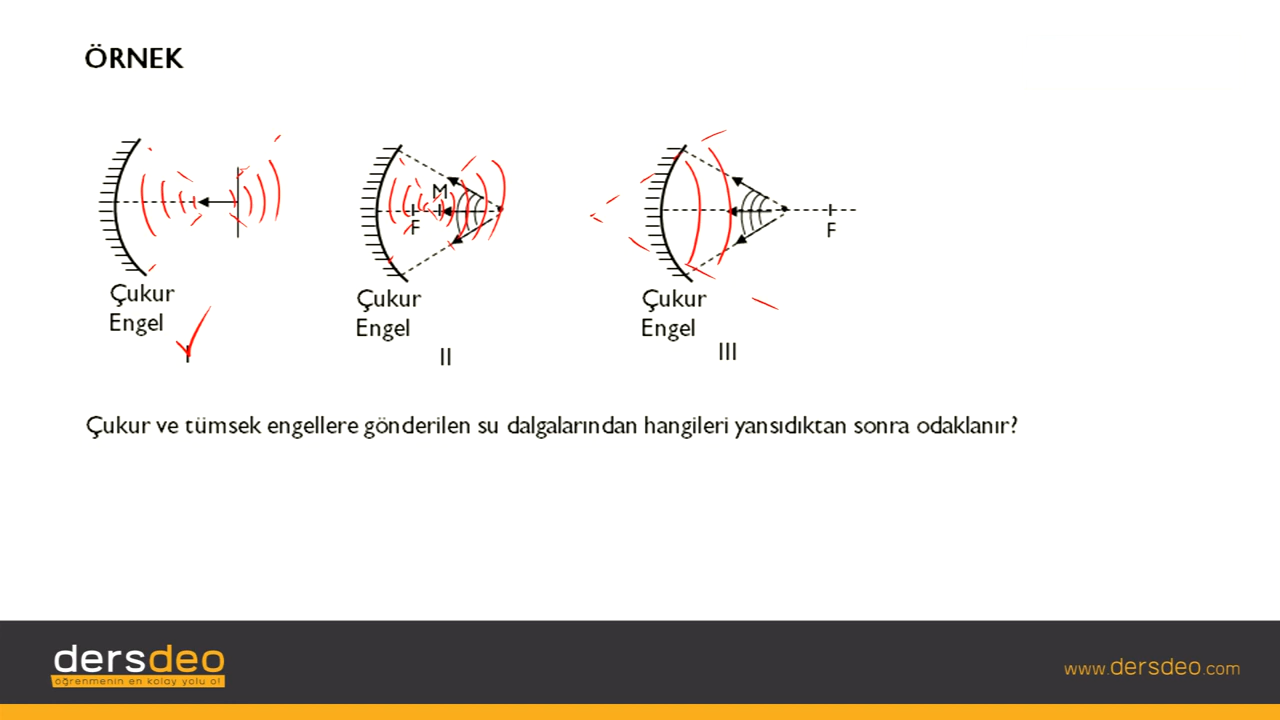 ÖRNEK
M
F
F
Çukur
Engel
Çukur
Engel
Çukur
Engel
I
II
III
Çukur ve tümsek engellere gönderilen su dalgalarından hangileri yansıdıktan sonra odaklanır?
dersdeo
öğrenmenin en kolay yolu o!
www.dersdeo.com